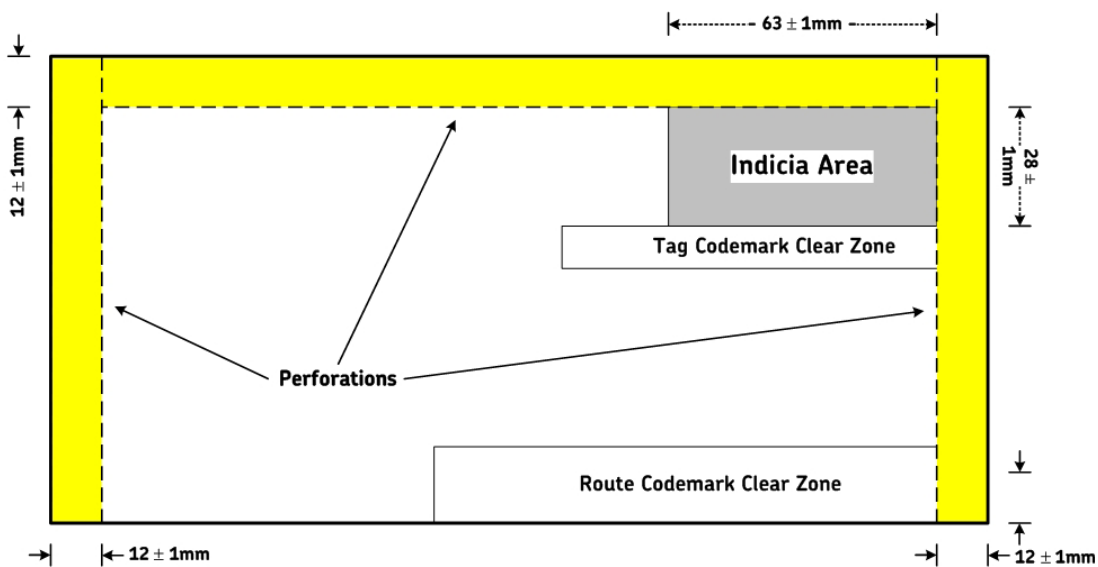 63 ± 1mm
12 ± 1mm
Indicia Area
28 ±
1mm
Tag Codemark Clear Zone
Perforations
Route Codemark Clear Zone
12 ± 1mm
12 ± 1mm